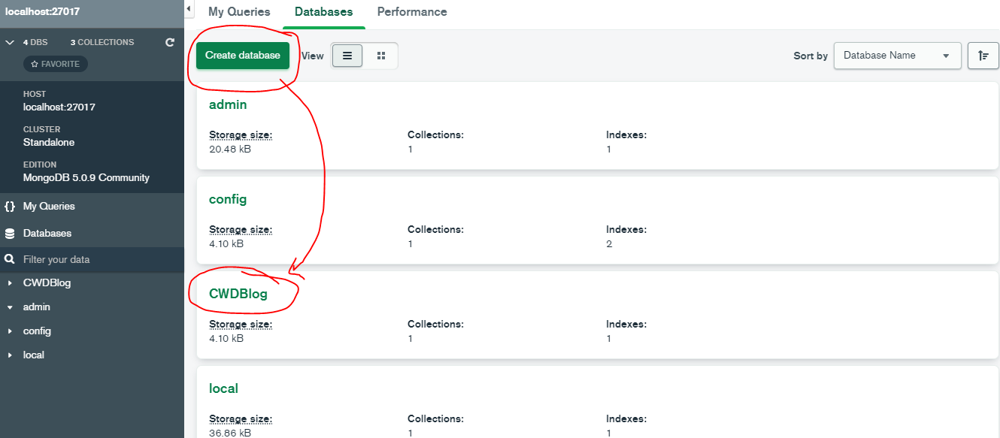 localhost:27017
4 DBS 3 COLLECTIONS
FAVORITE
HOST
localhost:27017
CLUSTER
Standalone
EDITION
MongoDB 5.0.9 Community
{} My Queries
Databases
Filter your data
CWDBlog
admin
config
local
My Queries Databases Performance
Create database View Sort by Database Name
admin
Storage size: Collections: Indexes:
20.48 kB 1 1
config
Storage size: Collections: Indexes:
4.10 kB 1 2
CWDBlog
Storage size: Collections: Indexes:
4.10 kB 1 1
local
Storage size: Collections: Indexes:
36.86 kB 1 1